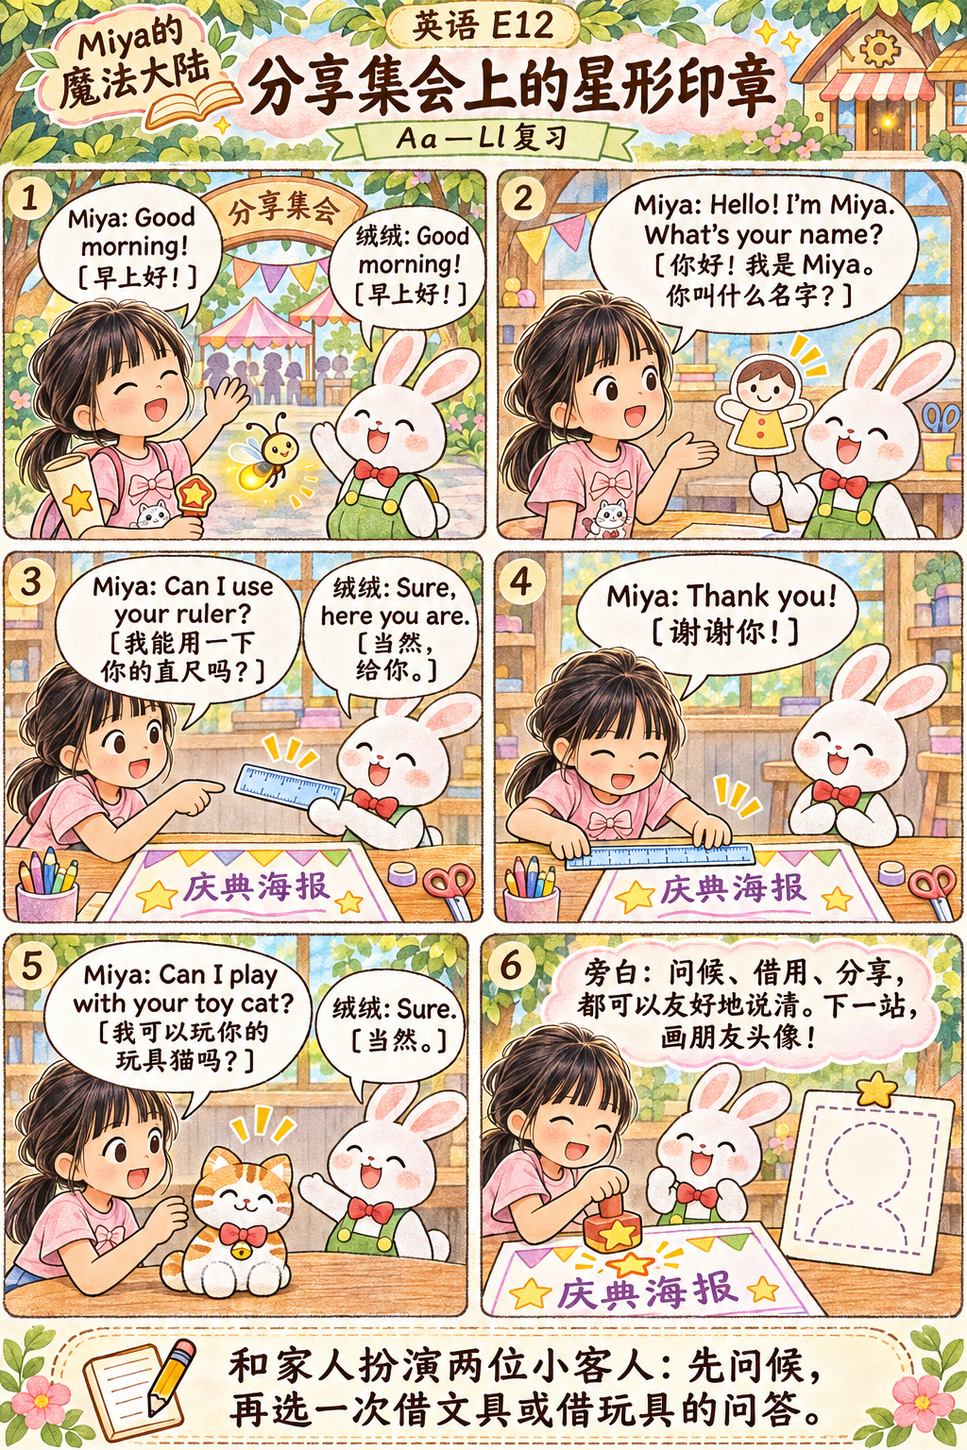 Miya的
魔法大陆
英语 E12
分享集会上的星形印章
Aa—Ll复习
1
Miya: Good
morning!
[早上好！]
分享集会
绒绒: Good
morning!
[早上好！]
2
Miya: Hello! I'm Miya.
What's your name?
[你好！我是 Miya。
你叫什么名字？]
3
Miya: Can I use
your ruler?
[我能用一下
你的直尺吗？]
绒绒: Sure,
here you are.
[当然，
给你。]
庆典海报
4
Miya: Thank you!
[谢谢你！]
庆典海报
5
Miya: Can I play
with your toy cat?
[我可以玩你的
玩具猫吗？]
绒绒: Sure.
[当然。]
6
旁白：问候、借用、分享，
都可以友好地说清。下一站，
画朋友头像！
庆典海报
和家人扮演两位小客人：先问候，
再选一次借文具或借玩具的问答。